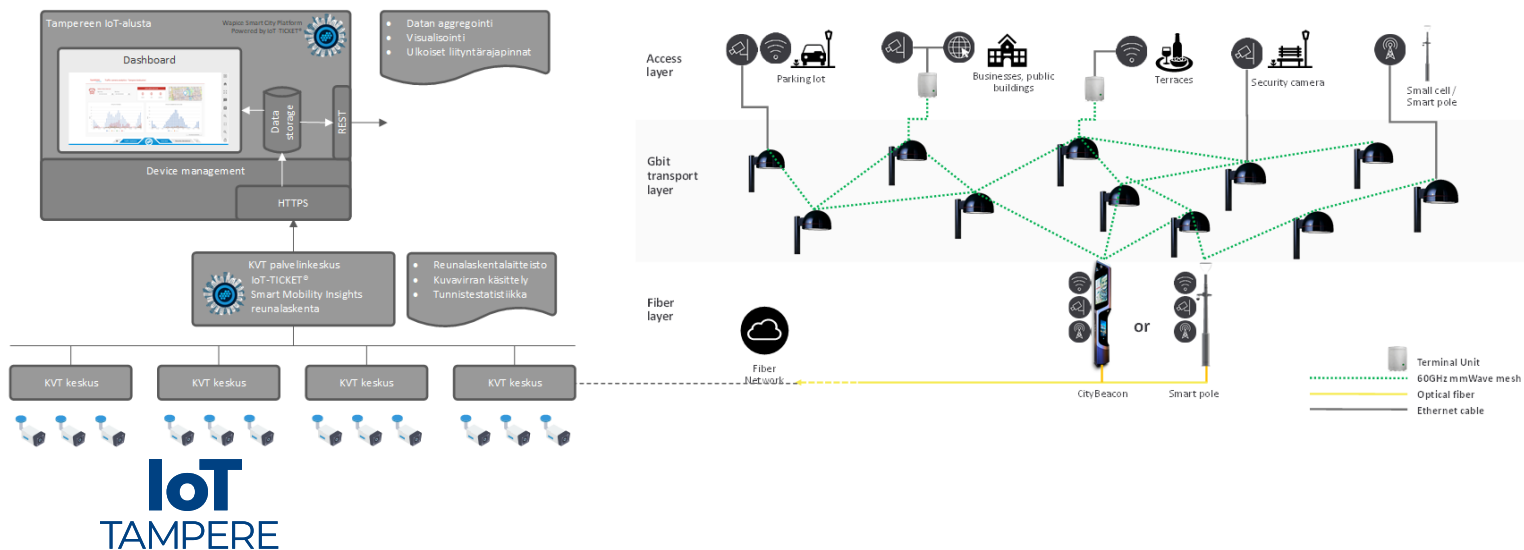 Tampereen IoT-alusta
Wapice Smart City Platform
Powered by IoT-TICKET®
Dashboard
Data
storage
REST
Device management
HTTPS
Datan aggregointi
Visualisointi
Ulkoiset liityntärajapinnat
KVT palvelinkeskus
IoT-TICKET®
Smart Mobility Insights
reunalaskenta
Reunalaskentalaitteisto
Kuvavirran käsittely
Tunnistestatistiikka
KVT keskus
KVT keskus
KVT keskus
KVT keskus
IoT
TAMPERE
Access
layer
Parking lot
Businesses, public
buildings
Terraces
Security camera
Small cell /
Smart pole
Gbit
transport
layer
Fiber
layer
Fiber
Network
or
CityBeacon
Smart pole
Terminal Unit
60GHz mmWave mesh
Optical fiber
Ethernet cable